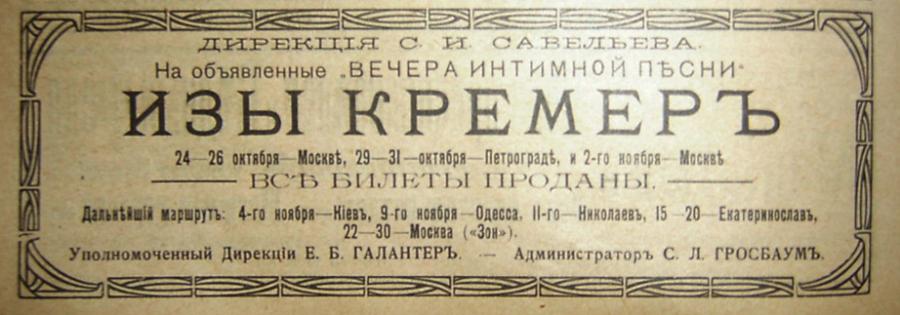 ДИРЕКЦІЯ С. И. САВЕЛЬЕВА.
На объявленные „ВЕЧЕРА ИНТИМНОЙ ПѢСНИ“
ИЗЫ КРЕМЕРЪ
24—26 октября—Москвѣ, 29—31—октября—Петроградѣ, и 2-го ноября—Москвѣ
ВСѢ БИЛЕТЫ ПРОДАНЫ.
Дальнѣйшій маршрутъ: 4-го ноября—Кіевъ, 9-го ноября—Одесса, II-го—Николаевъ, 15—20—Екатеринославъ,
22—30—Москва («Зон»).
Уполномоченный Дирекціи Е. Б. ГАЛАНТЕРЪ. — Администраторъ С. Л. ГРОСБАУМЪ.